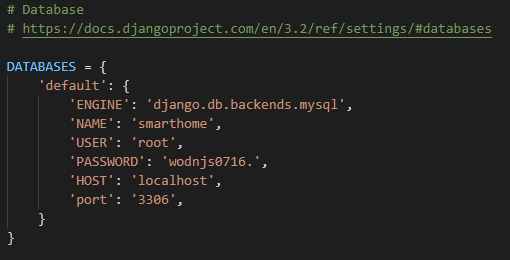 # Database
# https://docs.djangoproject.com/en/3.2/ref/settings/#databases
DATABASES = {
    'default': {
        'ENGINE': 'django.db.backends.mysql',
        'NAME': 'smarthome',
        'USER': 'root',
        'PASSWORD': 'wodnjs0716.',
        'HOST': 'localhost',
        'port': '3306',
    }
}